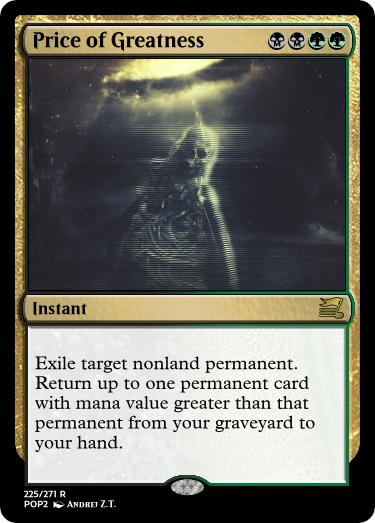 Price of Greatness
Instant
Exile target nonland permanent.
Return up to one permanent card
with mana value greater than that
permanent from your graveyard to
your hand.
225/271 R
POP2 Andrej Z.T.